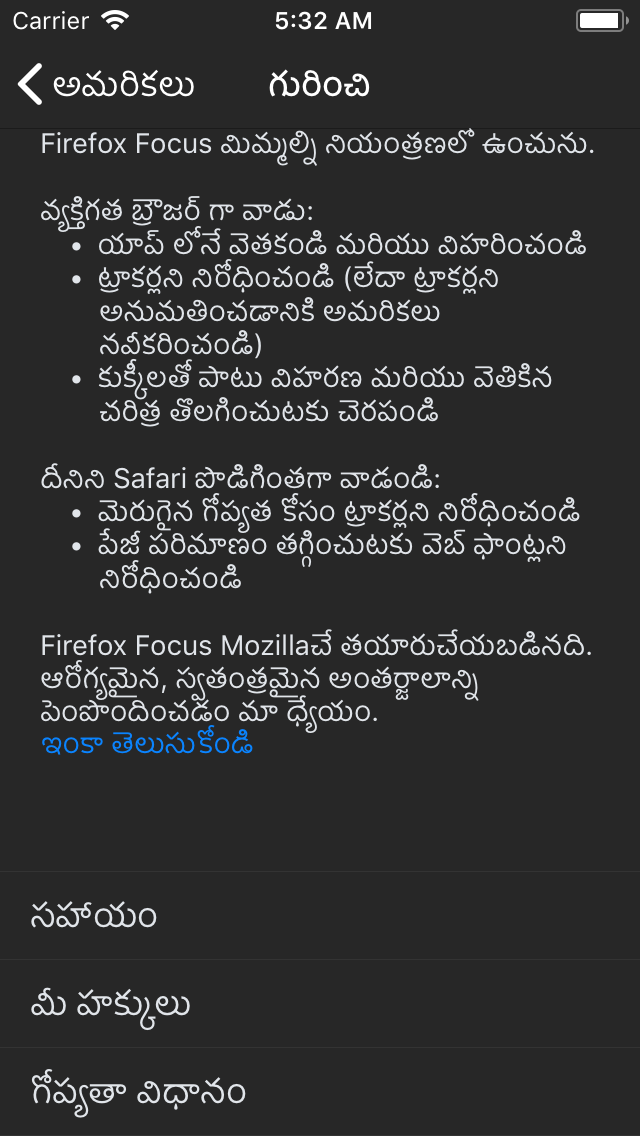 Carrier 5:32 AM
అమరికలు గురించి
Firefox Focus మిమ్మల్ని నియంత్రణలో ఉంచును.
వ్యక్తిగత బ్రౌజర్ గా వాడు:
• యాప్ లోనే వెతకండి మరియు విహరించండి
• ట్రాకర్లని నిరోధించండి (లేదా ట్రాకర్లని
అనుమతించడానికి అమరికలు
నవీకరించండి)
• కుక్కీలతో పాటు విహరణ మరియు వెతికిన
చరిత్ర తొలగించుటకు చెరపండి
దీనిని Safari పొడిగింతగా వాడండి:
• మెరుగైన గోప్యత కోసం ట్రాకర్లని నిరోధించండి
• పేజీ పరిమాణం తగ్గించుటకు వెబ్ ఫాంట్లని
నిరోధించండి
Firefox Focus Mozillaచే తయారుచేయబడినది.
ఆరోగ్యమైన, స్వతంత్రమైన అంతర్జాలాన్ని
పెంపొందించడం మా ధ్యేయం.
ఇంకా తెలుసుకోండి
సహాయం
మీ హక్కులు
గోప్యతా విధానం